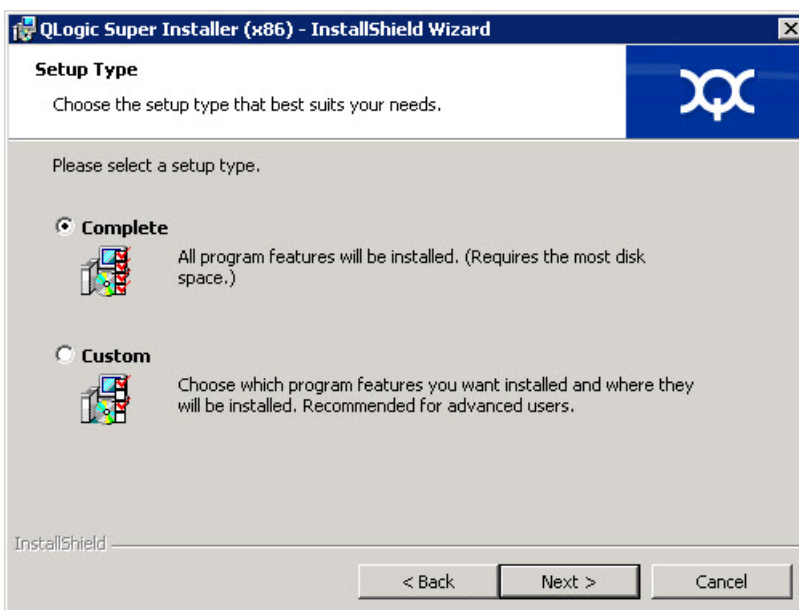 QLogic Super Installer (x86) - InstallShield Wizard
Setup Type
Choose the setup type that best suits your needs.
Please select a setup type.
Complete
All program features will be installed. (Requires the most disk
space.)
Custom
Choose which program features you want installed and where they
will be installed. Recommended for advanced users.
InstallShield
< Back
Next >
Cancel